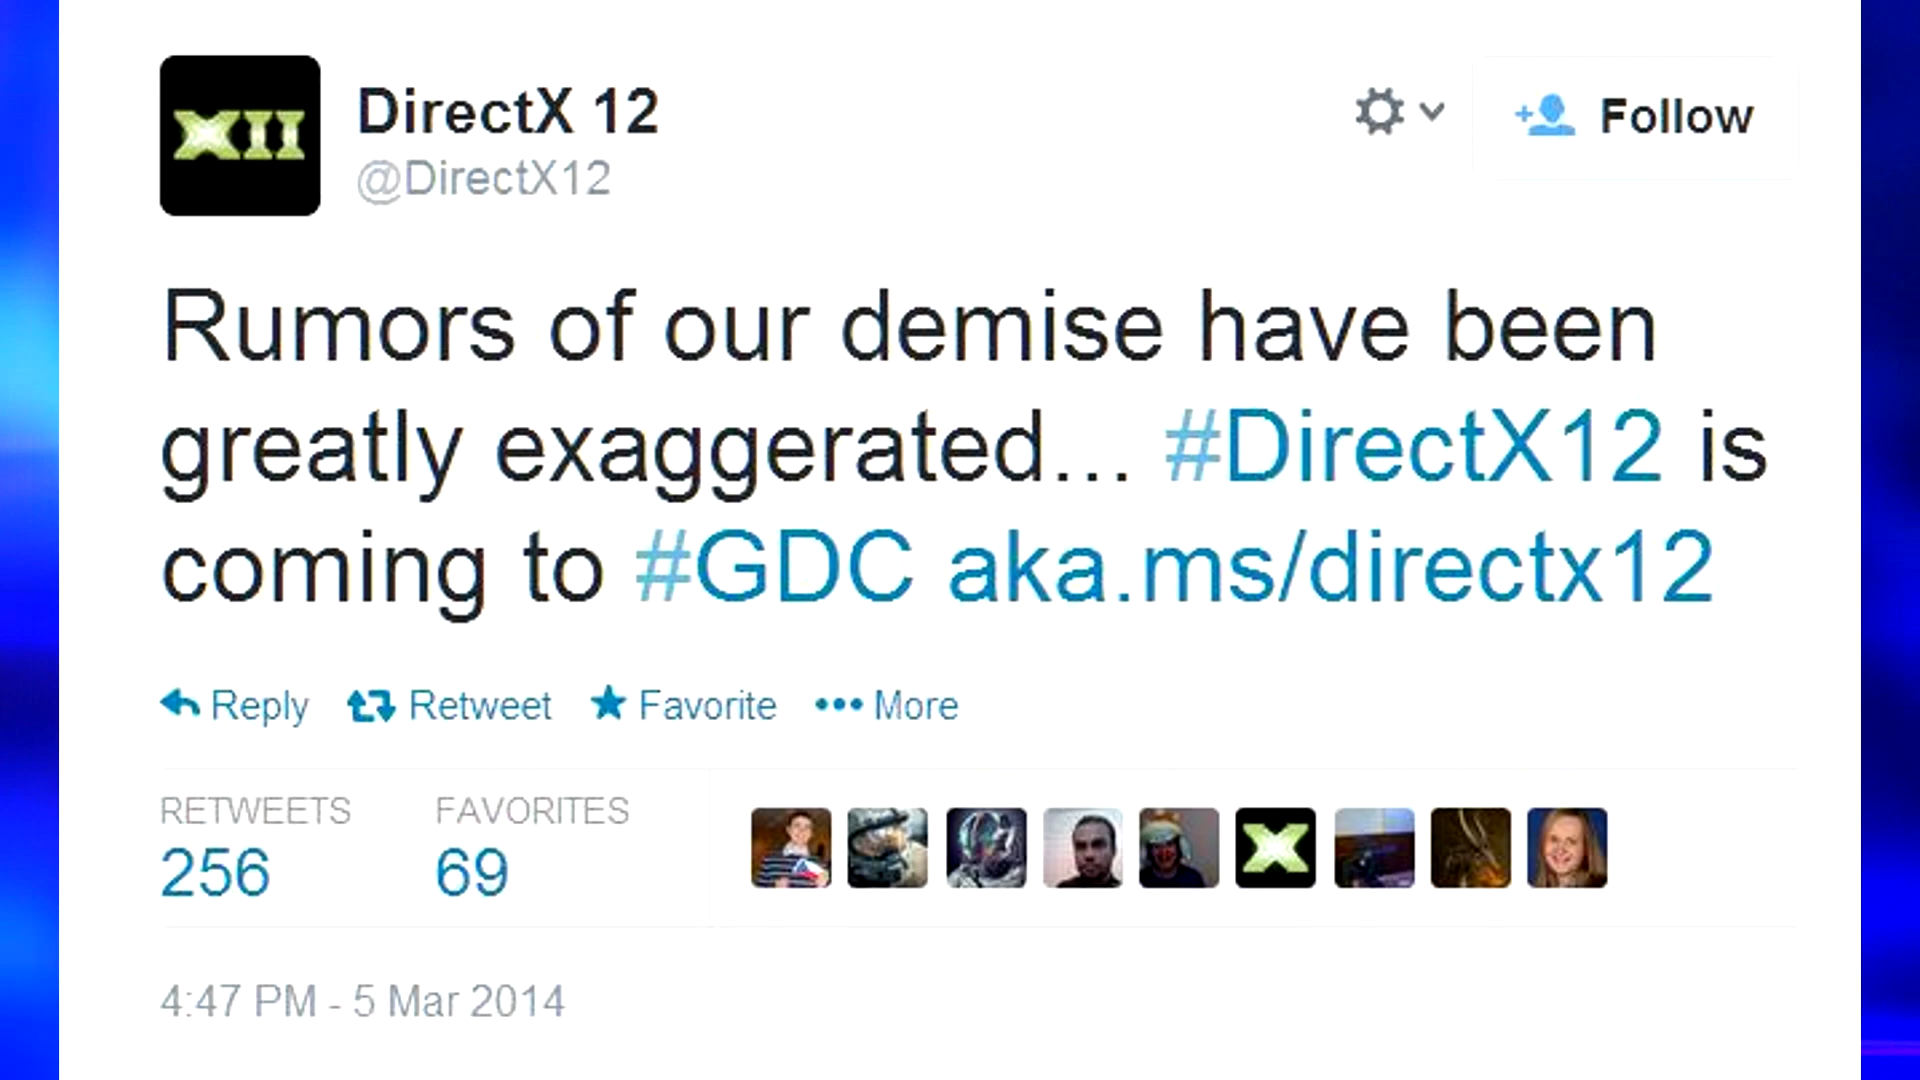 XII
DirectX 12
@DirectX12
Follow
Rumors of our demise have been
greatly exaggerated... #DirectX12 is
coming to #GDC aka.ms/directx12
Reply Retweet Favorite More
RETWEETS FAVORITES
256 69
X
4:47 PM - 5 Mar 2014